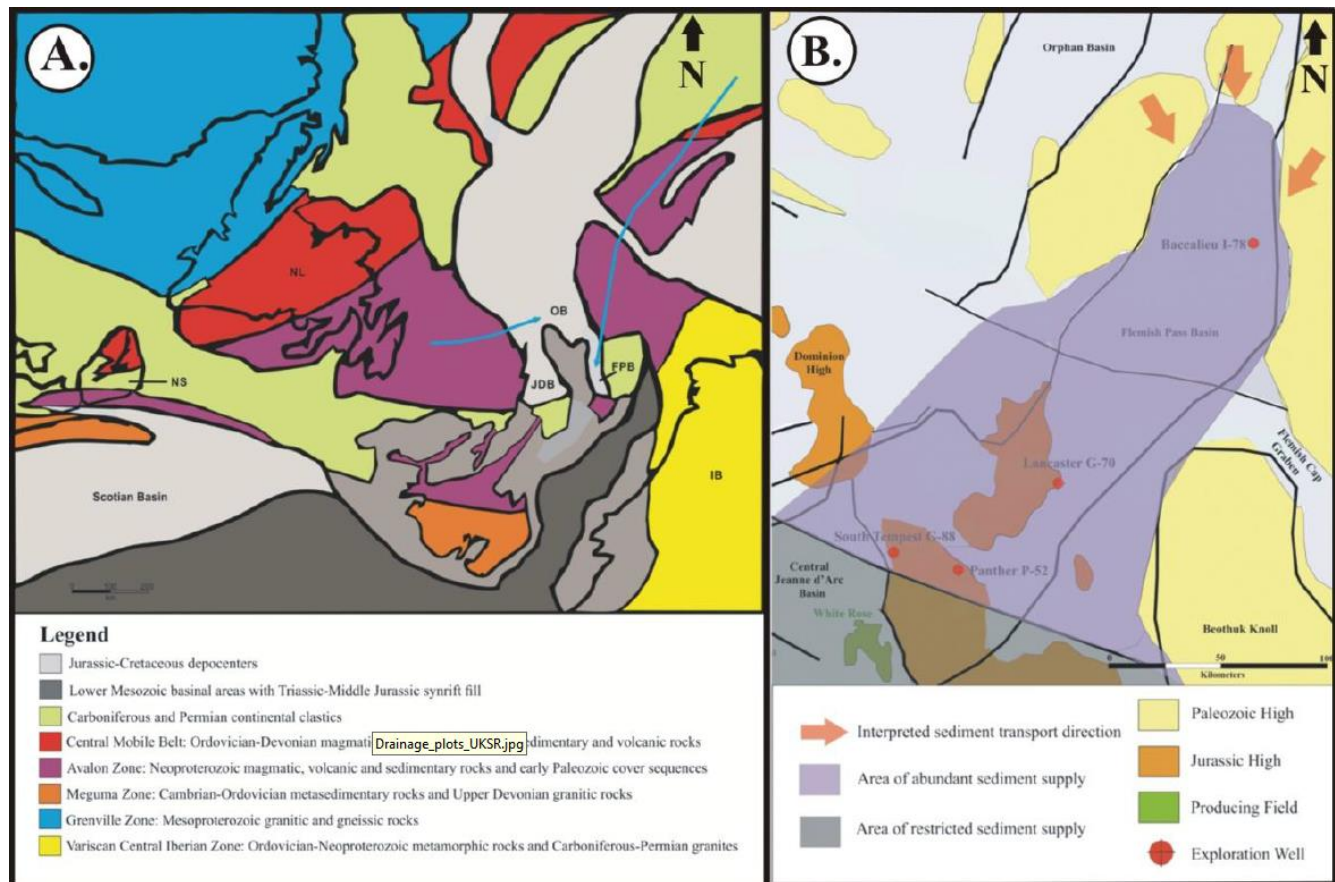 A.
N
NL
OB
NS
JDB
FPB
Scotian Basin
IB
Legend
Jurassic-Cretaceous depocenters
Lower Mesozoic basinal areas with Triassic-Middle Jurassic synrift fill
Carboniferous and Permian continental clastics
Central Mobile Belt: Ordovician-Devonian magmati Drainage_plots_UKSR.jpg edimentary and volcanic rocks
Avalon Zone: Neoproterozoic magmatic, volcanic and sedimentary rocks and early Paleozoic cover sequences
Meguma Zone: Cambrian-Ordovician metasedimentary rocks and Upper Devonian granitic rocks
Grenville Zone: Mesoproterozoic granitic and gneissic rocks
Variscan Central Iberian Zone: Ordovician-Neoproterozoic metamorphic rocks and Carboniferous-Permian granites
B.
N
Orphan Basin
Baccalieu I-78
Flemish Pass Basin
Dominion
High
Flemish Cap
Graben
Lancaster G-70
South Tempest G-88
Panther P-52
Central
Jeanne d'Arc
Basin
White Rose
Beothuk Knoll
0 50 100
Kilometers
Interpreted sediment transport direction
Area of abundant sediment supply
Area of restricted sediment supply
Paleozoic High
Jurassic High
Producing Field
Exploration Well